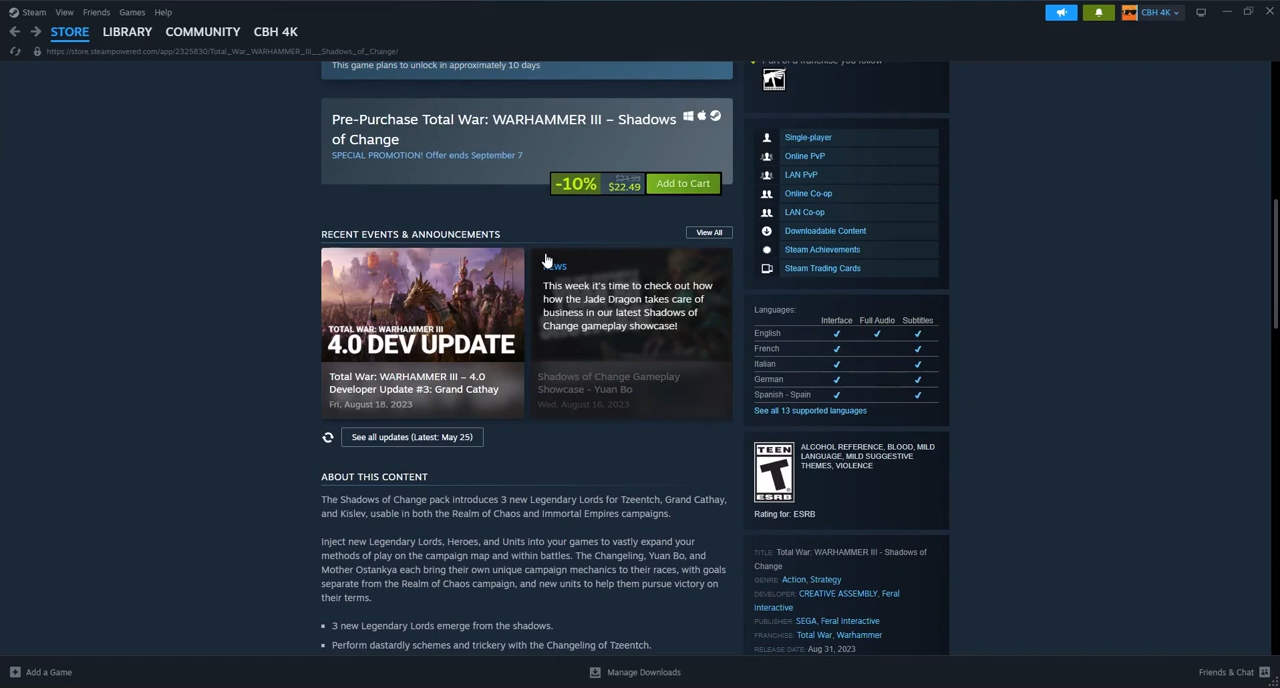 Steam View Friends Games Help
CBH 4K
STORE LIBRARY COMMUNITY CBH 4K
https://store.steampowered.com/app/2325830/Total_War_WARHAMMER_III__Shadows_of_Change/
This game plans to unlock in approximately 10 days
Part of a franchise you follow
Pre-Purchase Total War: WARHAMMER III – Shadows
of Change
SPECIAL PROMOTION! Offer ends September 7
-10% $24.99
$22.49
Add to Cart
RECENT EVENTS & ANNOUNCEMENTS
View All
TOTAL WAR: WARHAMMER III
4.0 DEV UPDATE
Total War: WARHAMMER III – 4.0
Developer Update #3: Grand Cathay
Fri, August 18, 2023
NEWS
This week it's time to check out how
how the Jade Dragon takes care of
business in our latest Shadows of
Change gameplay showcase!
Shadows of Change Gameplay
Showcase - Yuan Bo
Wed, August 16, 2023
See all updates (Latest: May 25)
ABOUT THIS CONTENT
The Shadows of Change pack introduces 3 new Legendary Lords for Tzeentch, Grand Cathay,
and Kislev, usable in both the Realm of Chaos and Immortal Empires campaigns.
Inject new Legendary Lords, Heroes, and Units into your games to vastly expand your
methods of play on the campaign map and within battles. The Changeling, Yuan Bo, and
Mother Ostankya each bring their own unique campaign mechanics to their races, with goals
separate from the Realm of Chaos campaign, and new units to help them pursue victory on
their terms.
3 new Legendary Lords emerge from the shadows.
Perform dastardly schemes and trickery with the Changeling of Tzeentch.
Single-player
Online PvP
LAN PvP
Online Co-op
LAN Co-op
Downloadable Content
Steam Achievements
Steam Trading Cards
Languages:
Interface Full Audio Subtitles
English ✔ ✔ ✔
French ✔ ✔
Italian ✔ ✔
German ✔ ✔
Spanish - Spain ✔ ✔
See all 13 supported languages
TEEN
T
ESRB
ALCOHOL REFERENCE, BLOOD, MILD
LANGUAGE, MILD SUGGESTIVE
THEMES, VIOLENCE
Rating for: ESRB
TITLE: Total War: WARHAMMER III - Shadows of
Change
GENRE: Action, Strategy
DEVELOPER: CREATIVE ASSEMBLY, Feral
Interactive
PUBLISHER: SEGA, Feral Interactive
FRANCHISE: Total War, Warhammer
RELEASE DATE: Aug 31, 2023
Add a Game
Manage Downloads
Friends & Chat